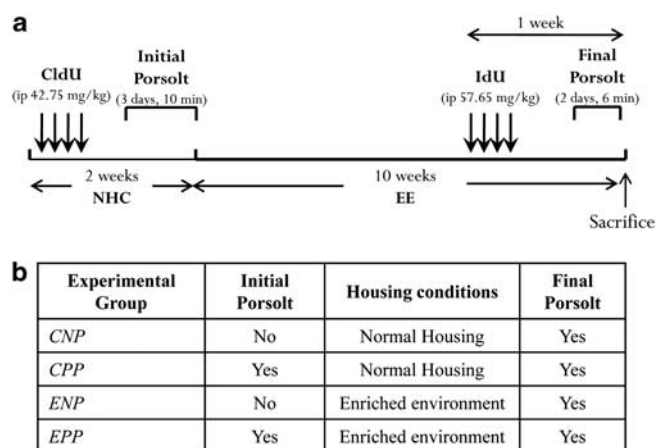 a
1 week
Initial
Porsolt
(3 days, 10 min)
CldU
(ip 42.75 mg/kg)
IdU
(ip 57.65 mg/kg)
Final
Porsolt
(2 days, 6 min)
2 weeks
NHC
10 weeks
EE
Sacrifice
b
Experimental Group Initial Porsolt Housing conditions Final Porsolt
CNP No Normal Housing Yes
CPP Yes Normal Housing Yes
ENP No Enriched environment Yes
EPP Yes Enriched environment Yes